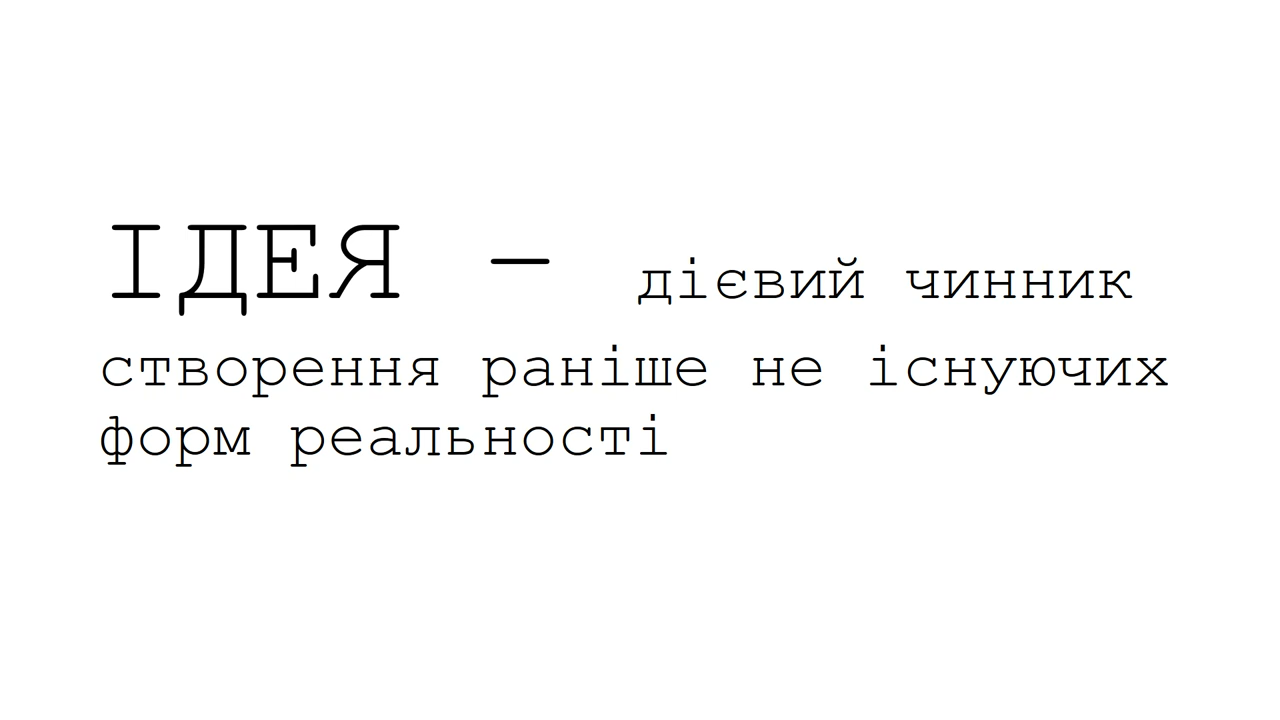 ІДЕЯ — дієвий чинник
створення раніше не існуючих
форм реальності